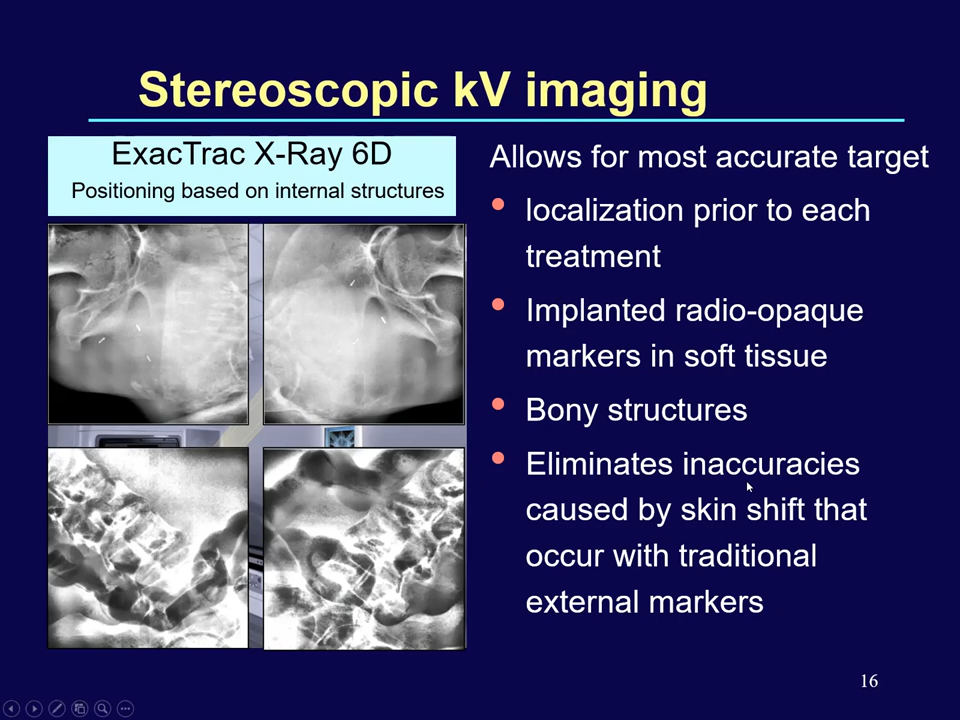 Stereoscopic kV imaging
ExacTrac X-Ray 6D
Positioning based on internal structures
Allows for most accurate target
• localization prior to each
treatment
• Implanted radio-opaque
markers in soft tissue
• Bony structures
• Eliminates inaccuracies
caused by skin shift that
occur with traditional
external markers
16